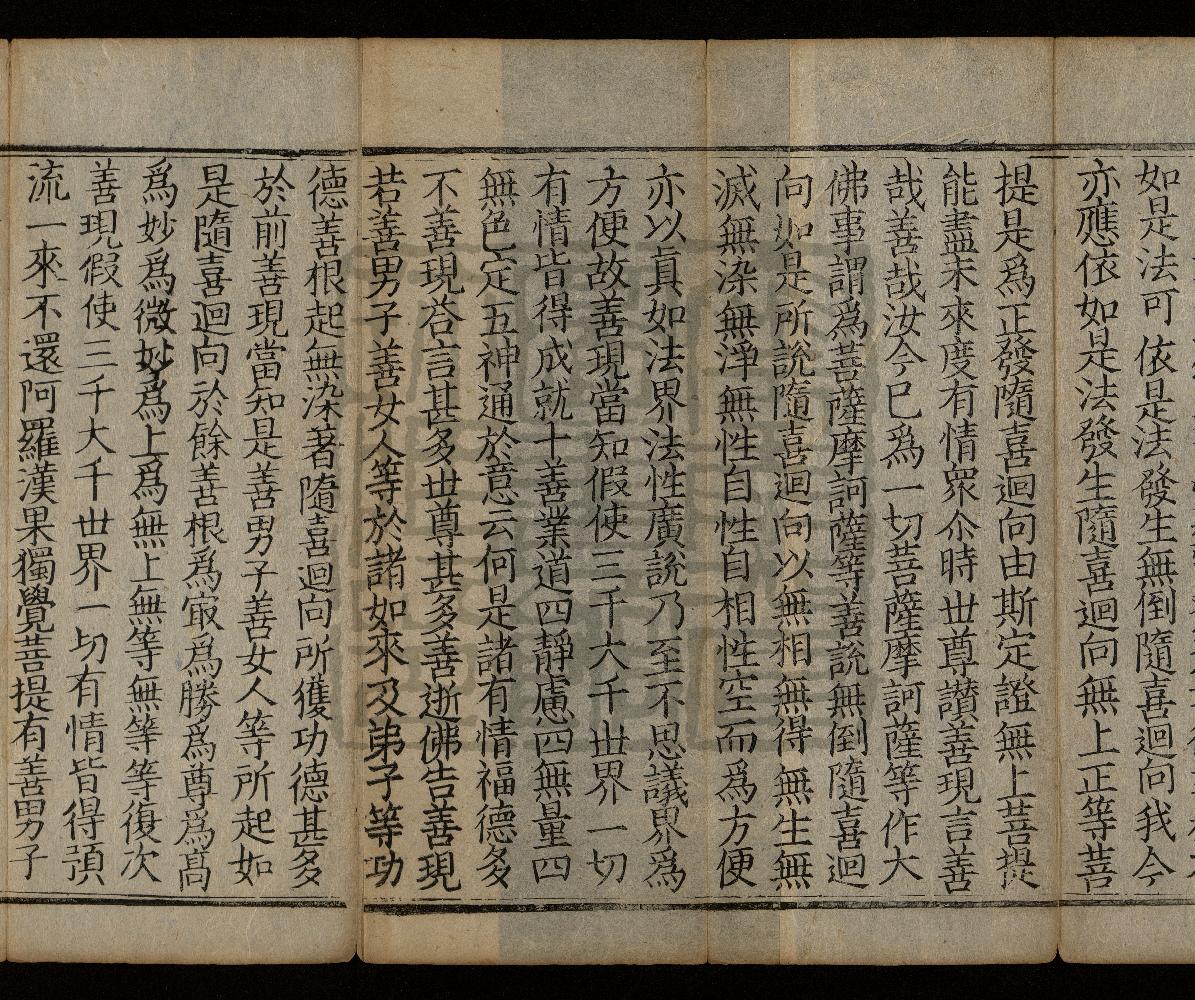 如是法可依是法發生無倒隨喜迴向我今
亦應依如是法發生隨喜迴向無上正等菩
提是爲正發隨喜迴向由斯定證無上菩提
能盡未來度有情衆尒時世尊讃善現言善
哉善哉汝今已爲一切菩薩摩訶薩等作大
佛事謂爲菩薩摩訶薩等善說無倒隨喜迴
向如是所說隨喜迴向以無相無得無生無
滅無染無淨無性自性自相性空而爲方便
亦以真如法界法性廣說乃至不思議界爲
方便故善現當知假使三千大千世界一切
有情皆得成就十善業道四靜慮四無量四
無色定五神通於意云何是諸有情福德多
不善現荅言甚多世尊甚多善逝佛告善現
若善男子善女人等於諸如來及弟子等功
德善根起無染著隨喜迴向所獲功德甚多
於前善現當知是善男子善女人等所起如
是隨喜迴向於餘善根爲㝡爲勝爲尊爲髙
爲妙爲微妙爲上爲無上無等無等等復次
善現假使三千大千世界一切有情皆得預
流一來不還阿羅漢果獨覺菩提有善男子